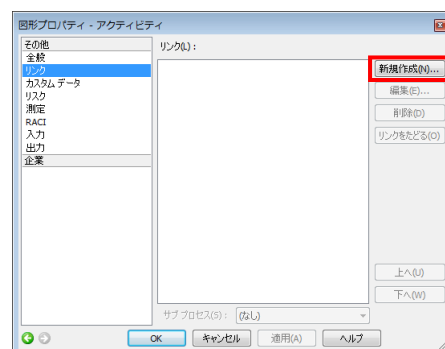 図形プロパティ - アクティビティ
その他
全般
リンク
カスタム データ
リスク
測定
RACI
入力
出力
企業
リンク(L)：
新規作成(N)...
編集(E)...
削除(D)
リンクをたどる(O)
上へ(U)
下へ(W)
サブ プロセス(S)： (なし)
OK キャンセル 適用(A) ヘルプ